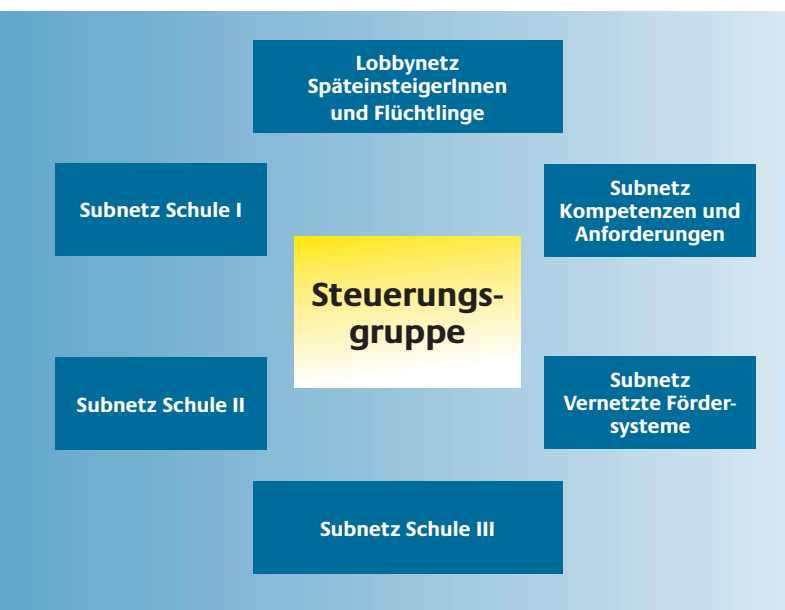 Lobbynetz
SpäteinsteigerInnen
und Flüchtlinge
Subnetz Schule I
Subnetz
Kompetenzen und
Anforderungen
Steuerungs-
gruppe
Subnetz Schule II
Subnetz
Vernetzte Förder-
systeme
Subnetz Schule III